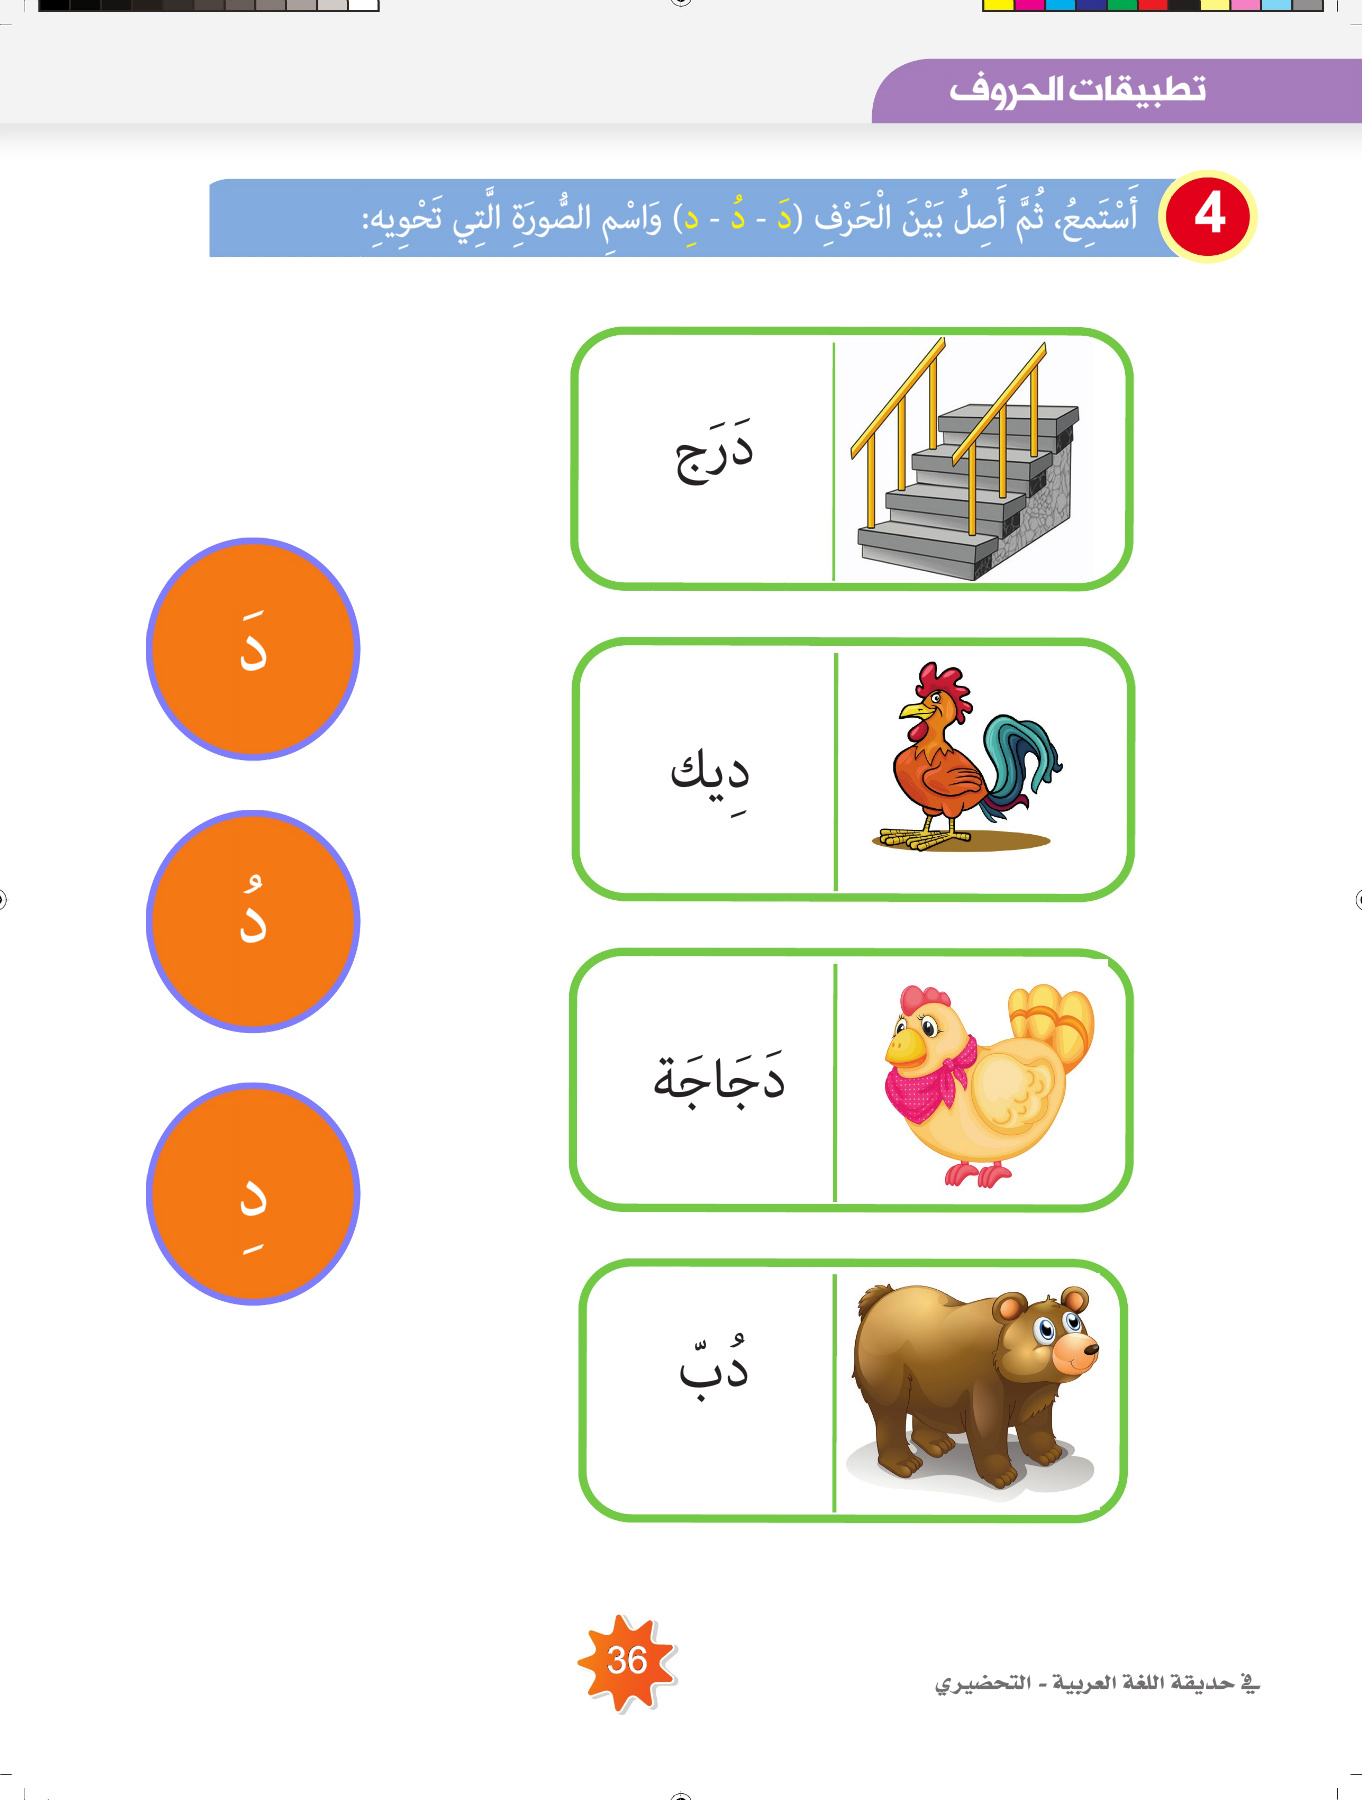 تطبيقات الحروف
4
أَسْتَمِعُ، ثُمَّ أَصِلُ بَيْنَ الْحَرْفِ (دَ - دُ - دِ) وَاسْمِ الصُّورَةِ الَّتِي تَحْوِيهِ:
دَرَج
دِيك
دَجَاجَة
دُبّ
دَ
دُ
دِ
في حديقة اللغة العربية - التحضيري
36